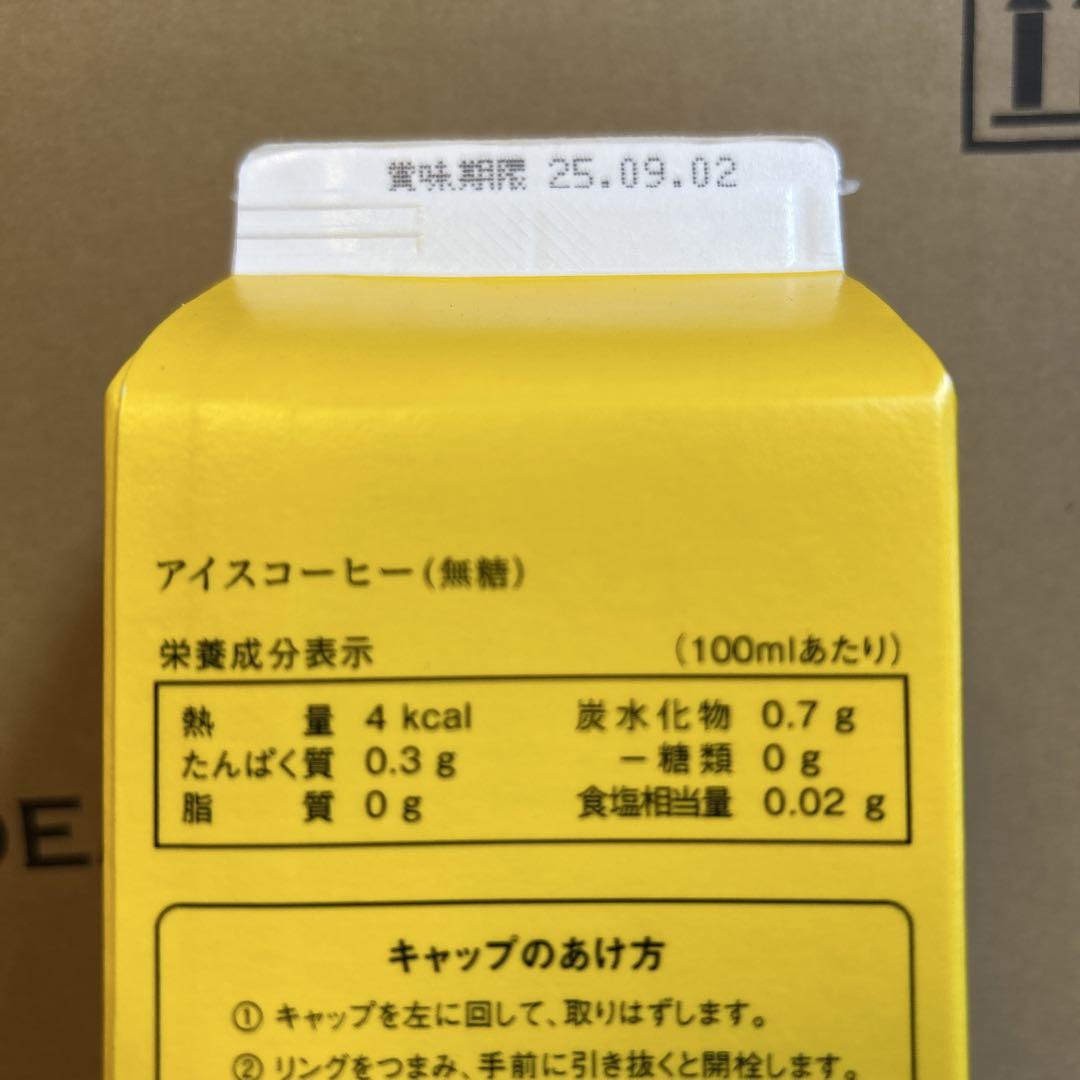 賞味期限 25.09.02
アイスコーヒー(無糖)
栄養成分表示 (100mlあたり)
熱量 4 kcal 炭水化物 0.7 g
たんぱく質 0.3 g －糖類 0 g
脂質 0 g 食塩相当量 0.02 g
キャップのあけ方
① キャップを左に回して、取りはずします。
② リングをつまみ、手前に引き抜くと開栓します。